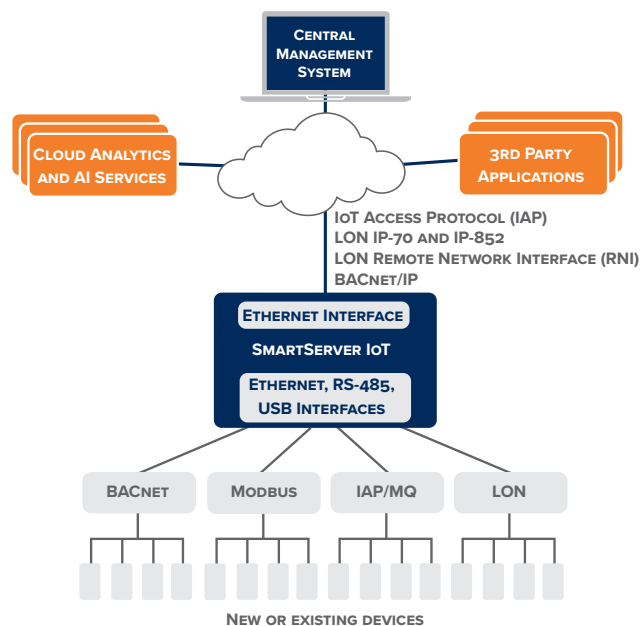 Central
Management
System
Cloud Analytics
and AI Services
3rd Party
Applications
IoT Access Protocol (IAP)
LON IP-70 and IP-852
LON Remote Network Interface (RNI)
BACnet/IP
Ethernet Interface
SmartServer IoT
Ethernet, RS-485,
USB Interfaces
BACnet
Modbus
IAP/MQ
LON
New or existing devices